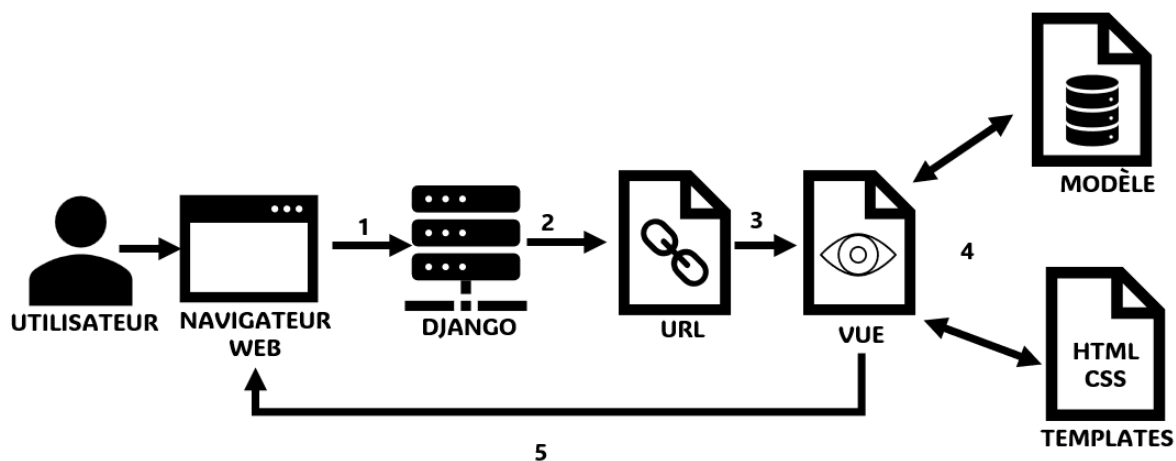 MODÈLE
1
2
3
4
UTILISATEUR
NAVIGATEUR
WEB
DJANGO
URL
VUE
HTML
CSS
TEMPLATES
5